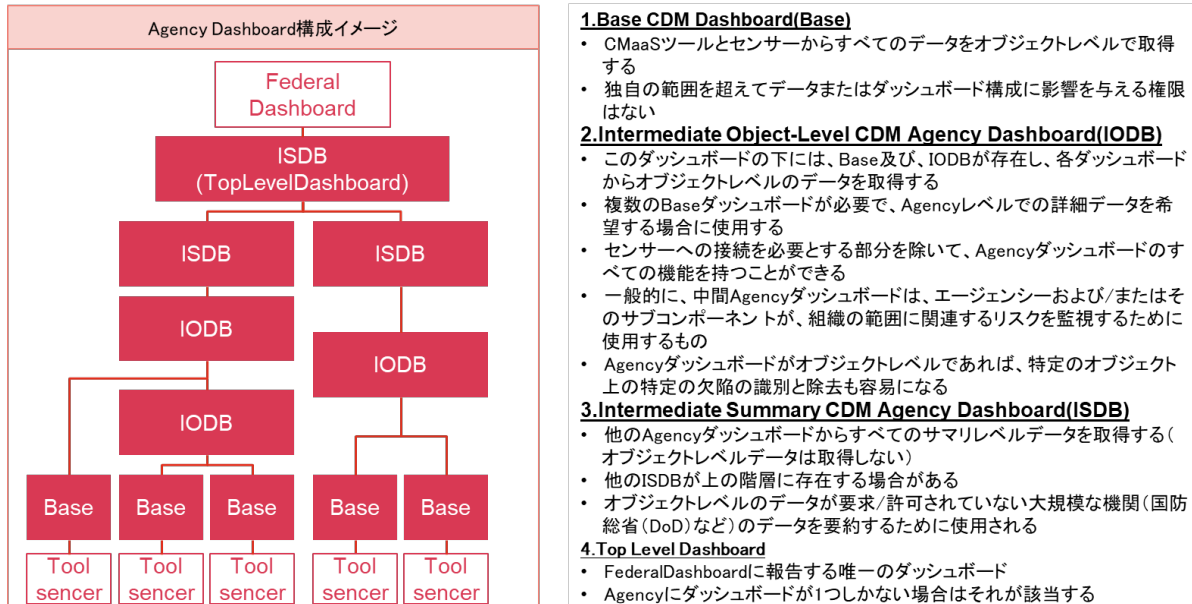 Agency Dashboard構成イメージ
Federal
Dashboard
ISDB
(TopLevelDashboard)
ISDB
ISDB
IODB
IODB
IODB
Base
Base
Base
Base
Base
Tool
sencer
Tool
sencer
Tool
sencer
Tool
sencer
Tool
sencer
1.Base CDM Dashboard(Base)
• CMaaSツールとセンサーからすべてのデータをオブジェクトレベルで取得
する
• 独自の範囲を超えてデータまたはダッシュボード構成に影響を与える権限
はない
2.Intermediate Object-Level CDM Agency Dashboard(IODB)
• このダッシュボードの下には、Base及び、IODBが存在し、各ダッシュボード
からオブジェクトレベルのデータを取得する
• 複数のBaseダッシュボードが必要で、Agencyレベルでの詳細データを希
望する場合に使用する
• センサーへの接続を必要とする部分を除いて、Agencyダッシュボードのす
べての機能を持つことができる
• 一般的に、中間Agencyダッシュボードは、エージェンシーおよび/またはそ
のサブコンポーネントが、組織の範囲に関連するリスクを監視するために
使用するもの
• Agencyダッシュボードがオブジェクトレベルであれば、特定のオブジェクト
上の特定の欠陥の識別と除去も容易になる
3.Intermediate Summary CDM Agency Dashboard(ISDB)
• 他のAgencyダッシュボードからすべてのサマリレベルデータを取得する(
オブジェクトレベルデータは取得しない)
• 他のISDBが上の階層に存在する場合がある
• オブジェクトレベルのデータが要求/許可されていない大規模な機関(国防
総省(DoD)など)のデータを要約するために使用される
4.Top Level Dashboard
• FederalDashboardに報告する唯一のダッシュボード
• Agencyにダッシュボードが1つしかない場合はそれが該当する